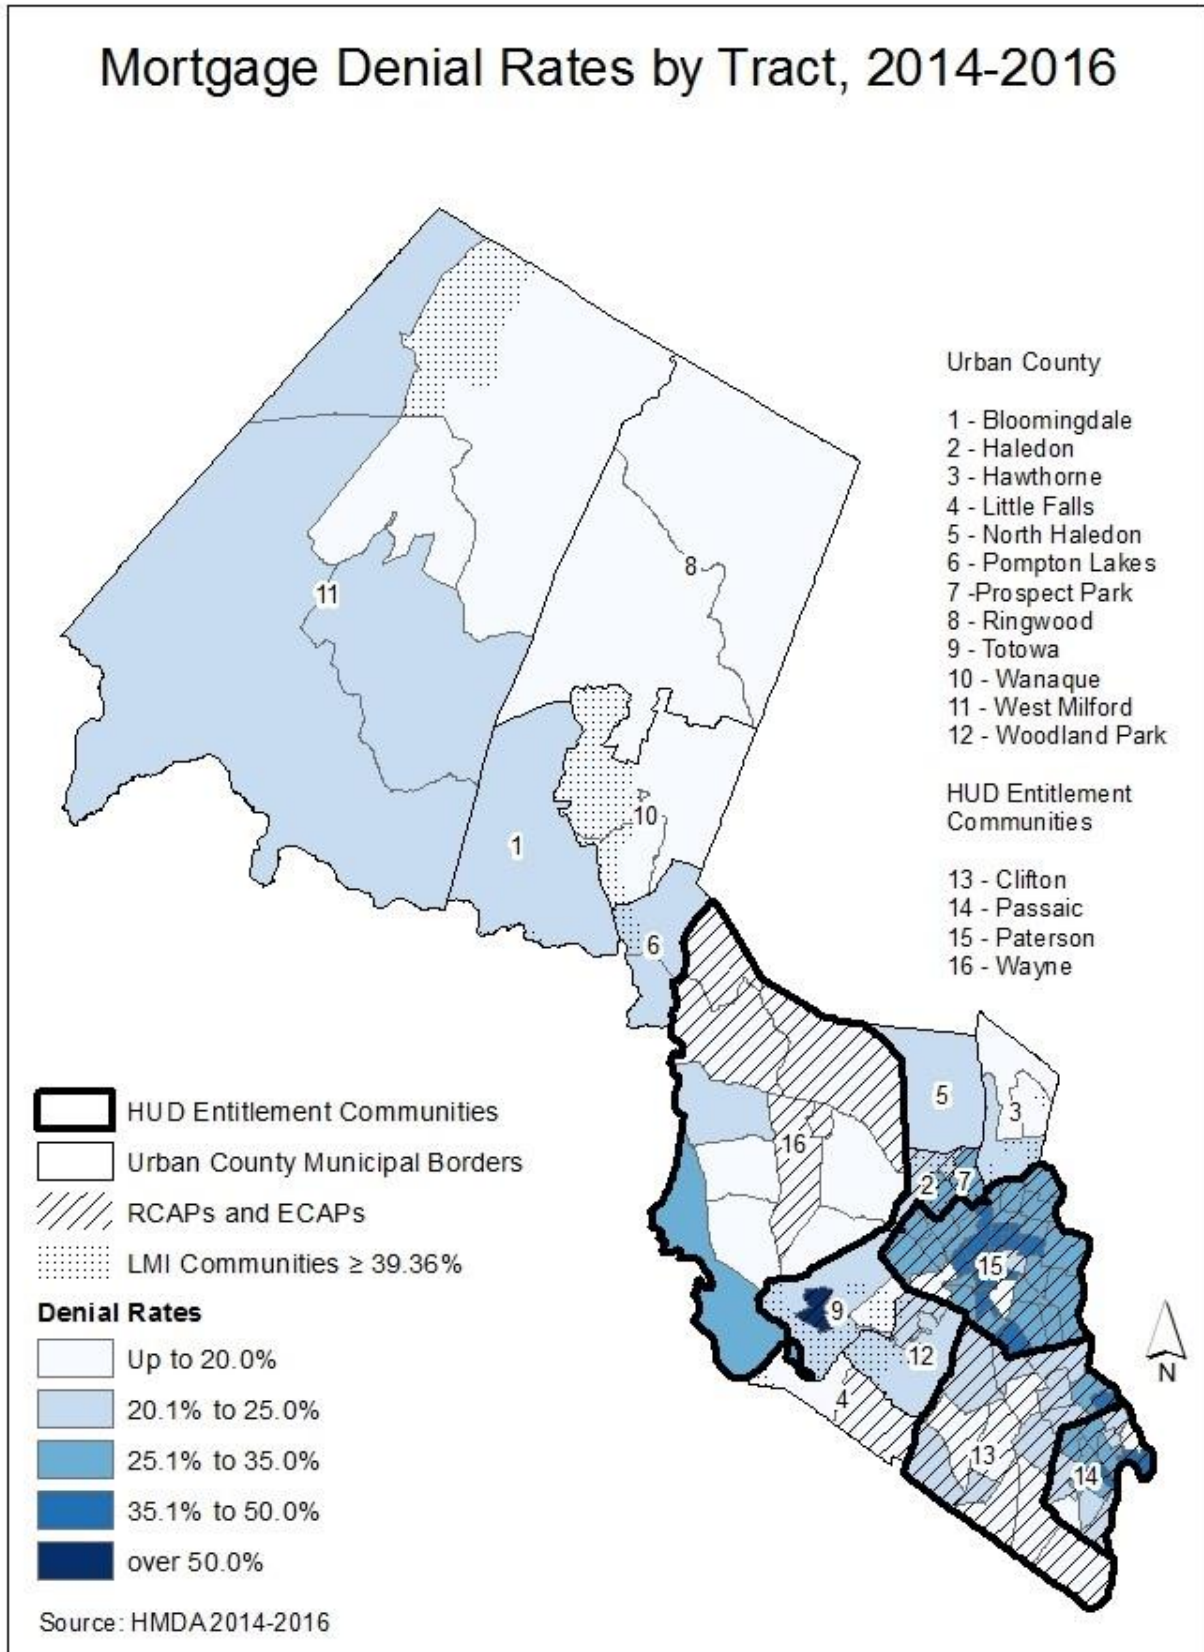 Mortgage Denial Rates by Tract, 2014-2016
Urban County
1 - Bloomingdale
2 - Haledon
3 - Hawthorne
4 - Little Falls
5 - North Haledon
6 - Pompton Lakes
7 -Prospect Park
8 - Ringwood
9 - Totowa
10 - Wanaque
11 - West Milford
12 - Woodland Park
HUD Entitlement
Communities
13 - Clifton
14 - Passaic
15 - Paterson
16 - Wayne
8
11
10
1
6
5
3
16
2
7
15
9
12
4
13
14
N
HUD Entitlement Communities
Urban County Municipal Borders
RCAPs and ECAPs
LMI Communities ≥ 39.36%
Denial Rates
Up to 20.0%
20.1% to 25.0%
25.1% to 35.0%
35.1% to 50.0%
over 50.0%
Source: HMDA 2014-2016